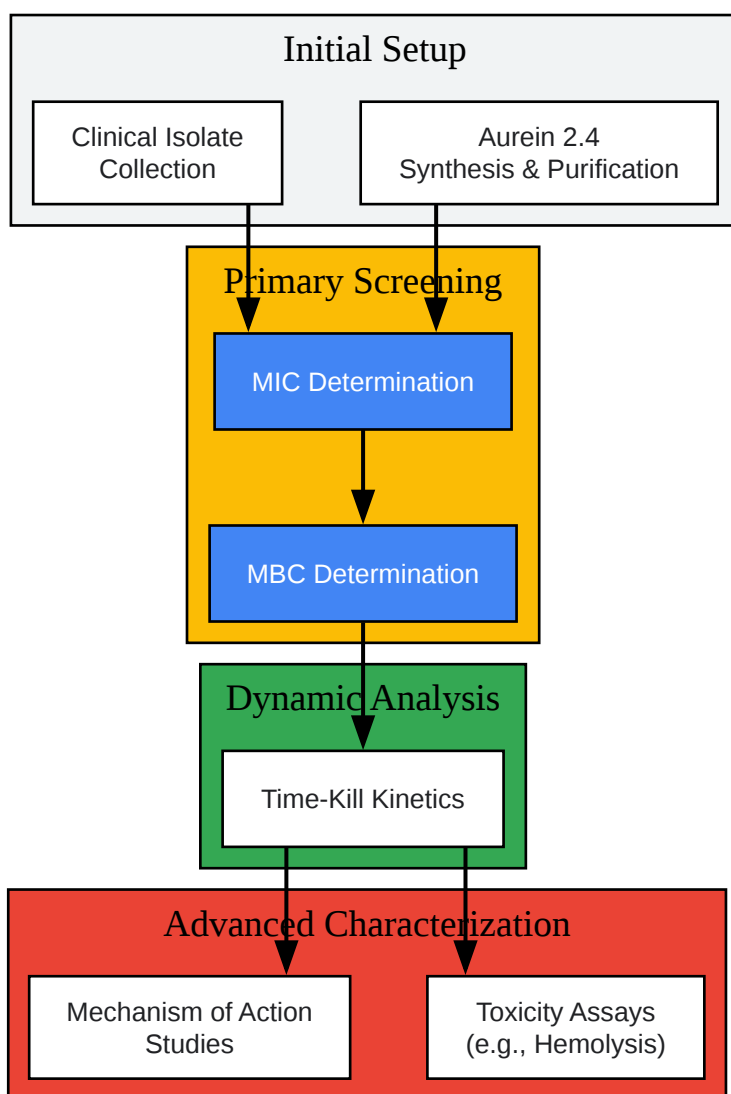 Initial Setup
Clinical Isolate
Collection
Aurein 2.4
Synthesis & Purification
Primary Screening
MIC Determination
MBC Determination
Dynamic Analysis
Time-Kill Kinetics
Advanced Characterization
Mechanism of Action
Studies
Toxicity Assays
(e.g., Hemolysis)